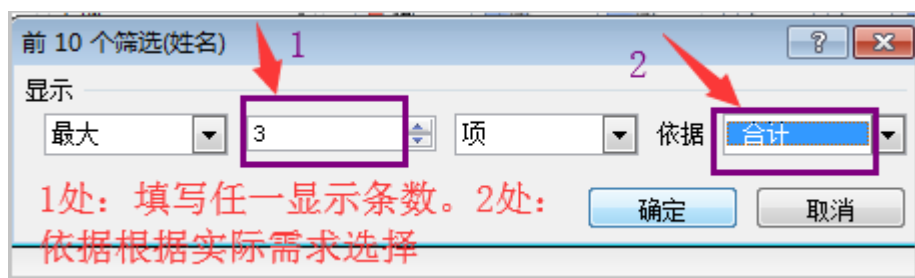 前 10 个筛选(姓名)
1
2
显示
最大 3 项 依据 合计
1处：填写任一显示条数。2处：
依据根据实际需求选择
确定 取消